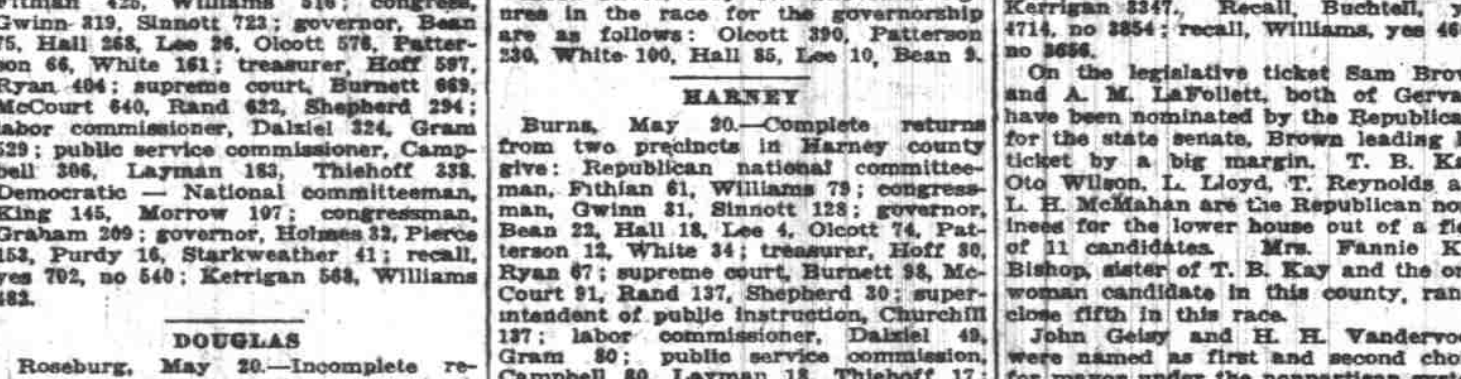 Gwinn 319, Sinnott 723; governor, Bean
75, Hall 268, Lee 26, Olcott 576, Patter-
son 66, White 161; treasurer, Hoff 597,
Ryan 404; supreme court, Burnett 669,
McCourt 640, Rand 622, Shepherd 294;
labor commissioner, Dalziel 324, Gram
529; public service commissioner, Camp-
bell 306, Layman 183, Thiehoff 338.
Democratic — National committeeman,
King 145, Morrow 107; congressman,
Graham 209; governor, Holmes 32, Pierce
153, Purdy 16, Starkweather 41; recall,
yes 702, no 540; Kerrigan 568, Williams
483.
DOUGLAS
Roseburg, May 20.—Incomplete re-
ures in the race for the governorship
are as follows: Olcott 390, Patterson
230, White 100, Hall 85, Lee 10, Bean 9.
HARNEY
Burns, May 20.—Complete returns
from two precincts in Harney county
give: Republican national committee-
man, Fithian 61, Williams 79; congress-
man, Gwinn 31, Sinnott 128; governor,
Bean 22, Hall 18, Lee 4, Olcott 74, Pat-
terson 12, White 34; treasurer, Hoff 80,
Ryan 67; supreme court, Burnett 98, Mc-
Court 91, Rand 137, Shepherd 30; super-
intendent of public instruction, Churchill
137; labor commissioner, Dalziel 49,
Gram 80; public service commission,
Campbell 80, Layman 18, Thiehoff 17;
Kerrigan 3347. Recall, Buchtell, y
4714, no 3854; recall, Williams, yes 46
no 3656.
On the legislative ticket Sam Brow
and A. M. LaFollett, both of Gerva
have been nominated by the Republica
for the state senate, Brown leading
ticket by a big margin. T. B. Ka
Oto Wilson, L. Lloyd, T. Reynolds a
L. H. McMahan are the Republican no
inees for the lower house out of a fie
of 11 candidates. Mrs. Fannie K
Bishop, sister of T. B. Kay and the on
woman candidate in this county, ran
close fifth in this race.
John Geisy and H. H. Vandervo
were named as first and second cho